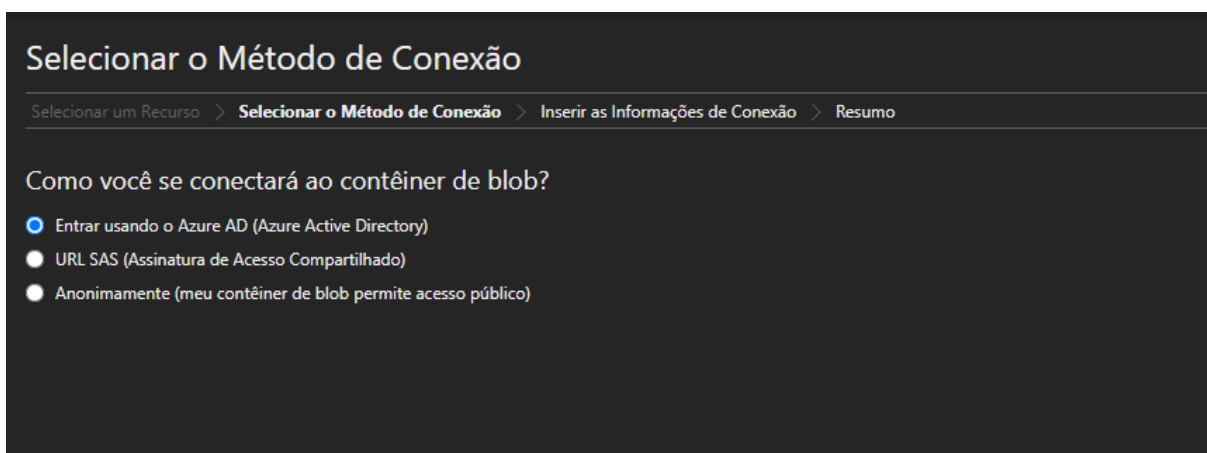 Selecionar o Método de Conexão
Selecionar um Recurso > Selecionar o Método de Conexão > Inserir as Informações de Conexão > Resumo
Como você se conectará ao contêiner de blob?
Entrar usando o Azure AD (Azure Active Directory)
URL SAS (Assinatura de Acesso Compartilhado)
Anonimamente (meu contêiner de blob permite acesso público)